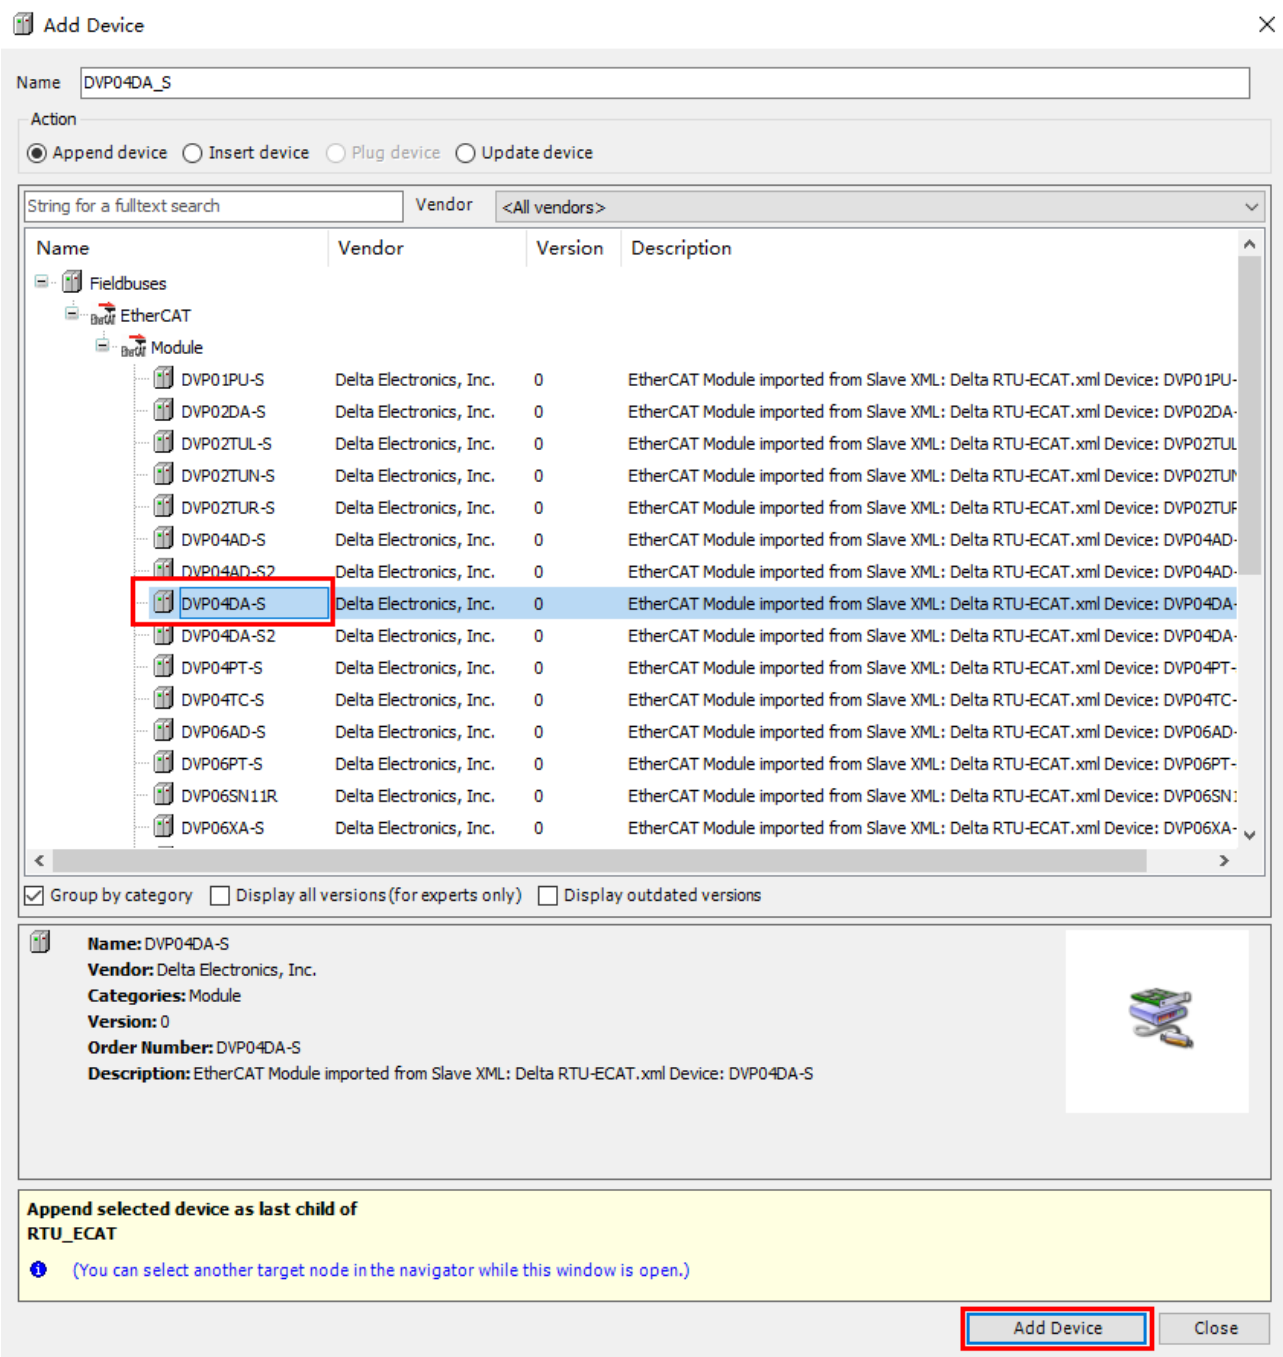 Add Device
Name DVP04DA_S
Action
Append device Insert device Plug device Update device
String for a fulltext search Vendor <All vendors>
Name Vendor Version Description
Fieldbuses
EtherCAT EtherCAT
EtherCAT Module
DVP01PU-S Delta Electronics, Inc. 0 EtherCAT Module imported from Slave XML: Delta RTU-ECAT.xml Device: DVP01PU-
DVP02DA-S Delta Electronics, Inc. 0 EtherCAT Module imported from Slave XML: Delta RTU-ECAT.xml Device: DVP02DA-
DVP02TUL-S Delta Electronics, Inc. 0 EtherCAT Module imported from Slave XML: Delta RTU-ECAT.xml Device: DVP02TUL
DVP02TUN-S Delta Electronics, Inc. 0 EtherCAT Module imported from Slave XML: Delta RTU-ECAT.xml Device: DVP02TUN
DVP02TUR-S Delta Electronics, Inc. 0 EtherCAT Module imported from Slave XML: Delta RTU-ECAT.xml Device: DVP02TUR
DVP04AD-S Delta Electronics, Inc. 0 EtherCAT Module imported from Slave XML: Delta RTU-ECAT.xml Device: DVP04AD-
DVP04AD-S2 Delta Electronics, Inc. 0 EtherCAT Module imported from Slave XML: Delta RTU-ECAT.xml Device: DVP04AD-
DVP04DA-S Delta Electronics, Inc. 0 EtherCAT Module imported from Slave XML: Delta RTU-ECAT.xml Device: DVP04DA-
DVP04DA-S2 Delta Electronics, Inc. 0 EtherCAT Module imported from Slave XML: Delta RTU-ECAT.xml Device: DVP04DA-
DVP04PT-S Delta Electronics, Inc. 0 EtherCAT Module imported from Slave XML: Delta RTU-ECAT.xml Device: DVP04PT-
DVP04TC-S Delta Electronics, Inc. 0 EtherCAT Module imported from Slave XML: Delta RTU-ECAT.xml Device: DVP04TC-
DVP06AD-S Delta Electronics, Inc. 0 EtherCAT Module imported from Slave XML: Delta RTU-ECAT.xml Device: DVP06AD-
DVP06PT-S Delta Electronics, Inc. 0 EtherCAT Module imported from Slave XML: Delta RTU-ECAT.xml Device: DVP06PT-
DVP06SN11R Delta Electronics, Inc. 0 EtherCAT Module imported from Slave XML: Delta RTU-ECAT.xml Device: DVP06SN1
DVP06XA-S Delta Electronics, Inc. 0 EtherCAT Module imported from Slave XML: Delta RTU-ECAT.xml Device: DVP06XA-
Group by category Display all versions (for experts only) Display outdated versions
Name: DVP04DA-S
Vendor: Delta Electronics, Inc.
Categories: Module
Version: 0
Order Number: DVP04DA-S
Description: EtherCAT Module imported from Slave XML: Delta RTU-ECAT.xml Device: DVP04DA-S
Append selected device as last child of
RTU_ECAT
(You can select another target node in the navigator while this window is open.)
Add Device Close